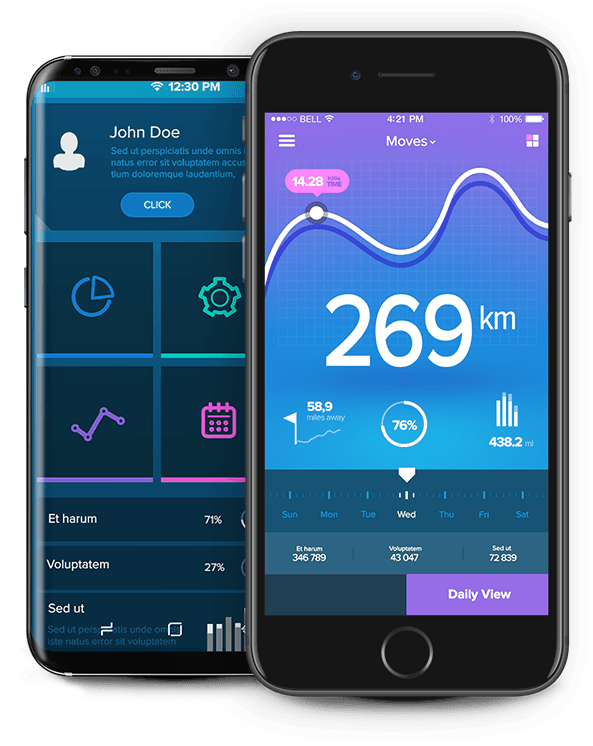 12:30 PM
John Doe
Sed ut perspiciatis unde omnis i
natus error sit voluptatem accus
tium doloremque laudantium,
CLICK
Et harum 71%
Voluptatem 27%
Sed ut
Sed ut perspiciatis unde omn
iste natus error sit voluptatem
BELL 4:21 PM 100%
Moves
14.28 TIME
269 km
58,9
miles away
76%
438.2 ml
Sun Mon Tue Wed Thu Fri Sat
Et harum Voluptatem Sed ut
346 789 43 047 72 839
Daily View